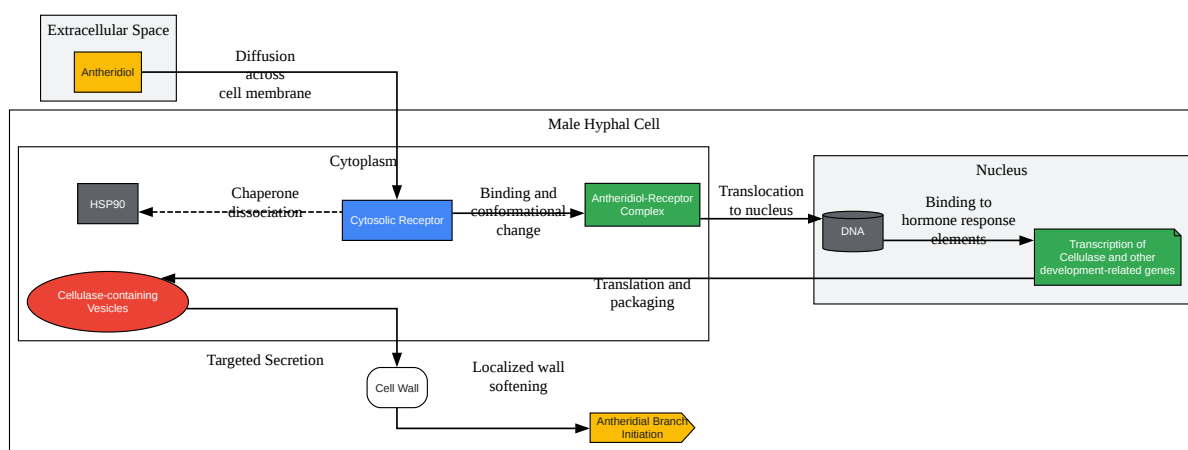 Extracellular Space
Antheridiol
Diffusion
across
cell membrane
Male Hyphal Cell
Cytoplasm
HSP90
Chaperone
dissociation
Cytosolic Receptor
Binding and
conformational
change
Antheridiol-Receptor
Complex
Translocation
to nucleus
Nucleus
DNA
Binding to
hormone response
elements
Transcription of
Cellulase and other
development-related genes
Translation and
packaging
Cellulase-containing
Vesicles
Targeted Secretion
Cell Wall
Localized wall
softening
Antheridial Branch
Initiation